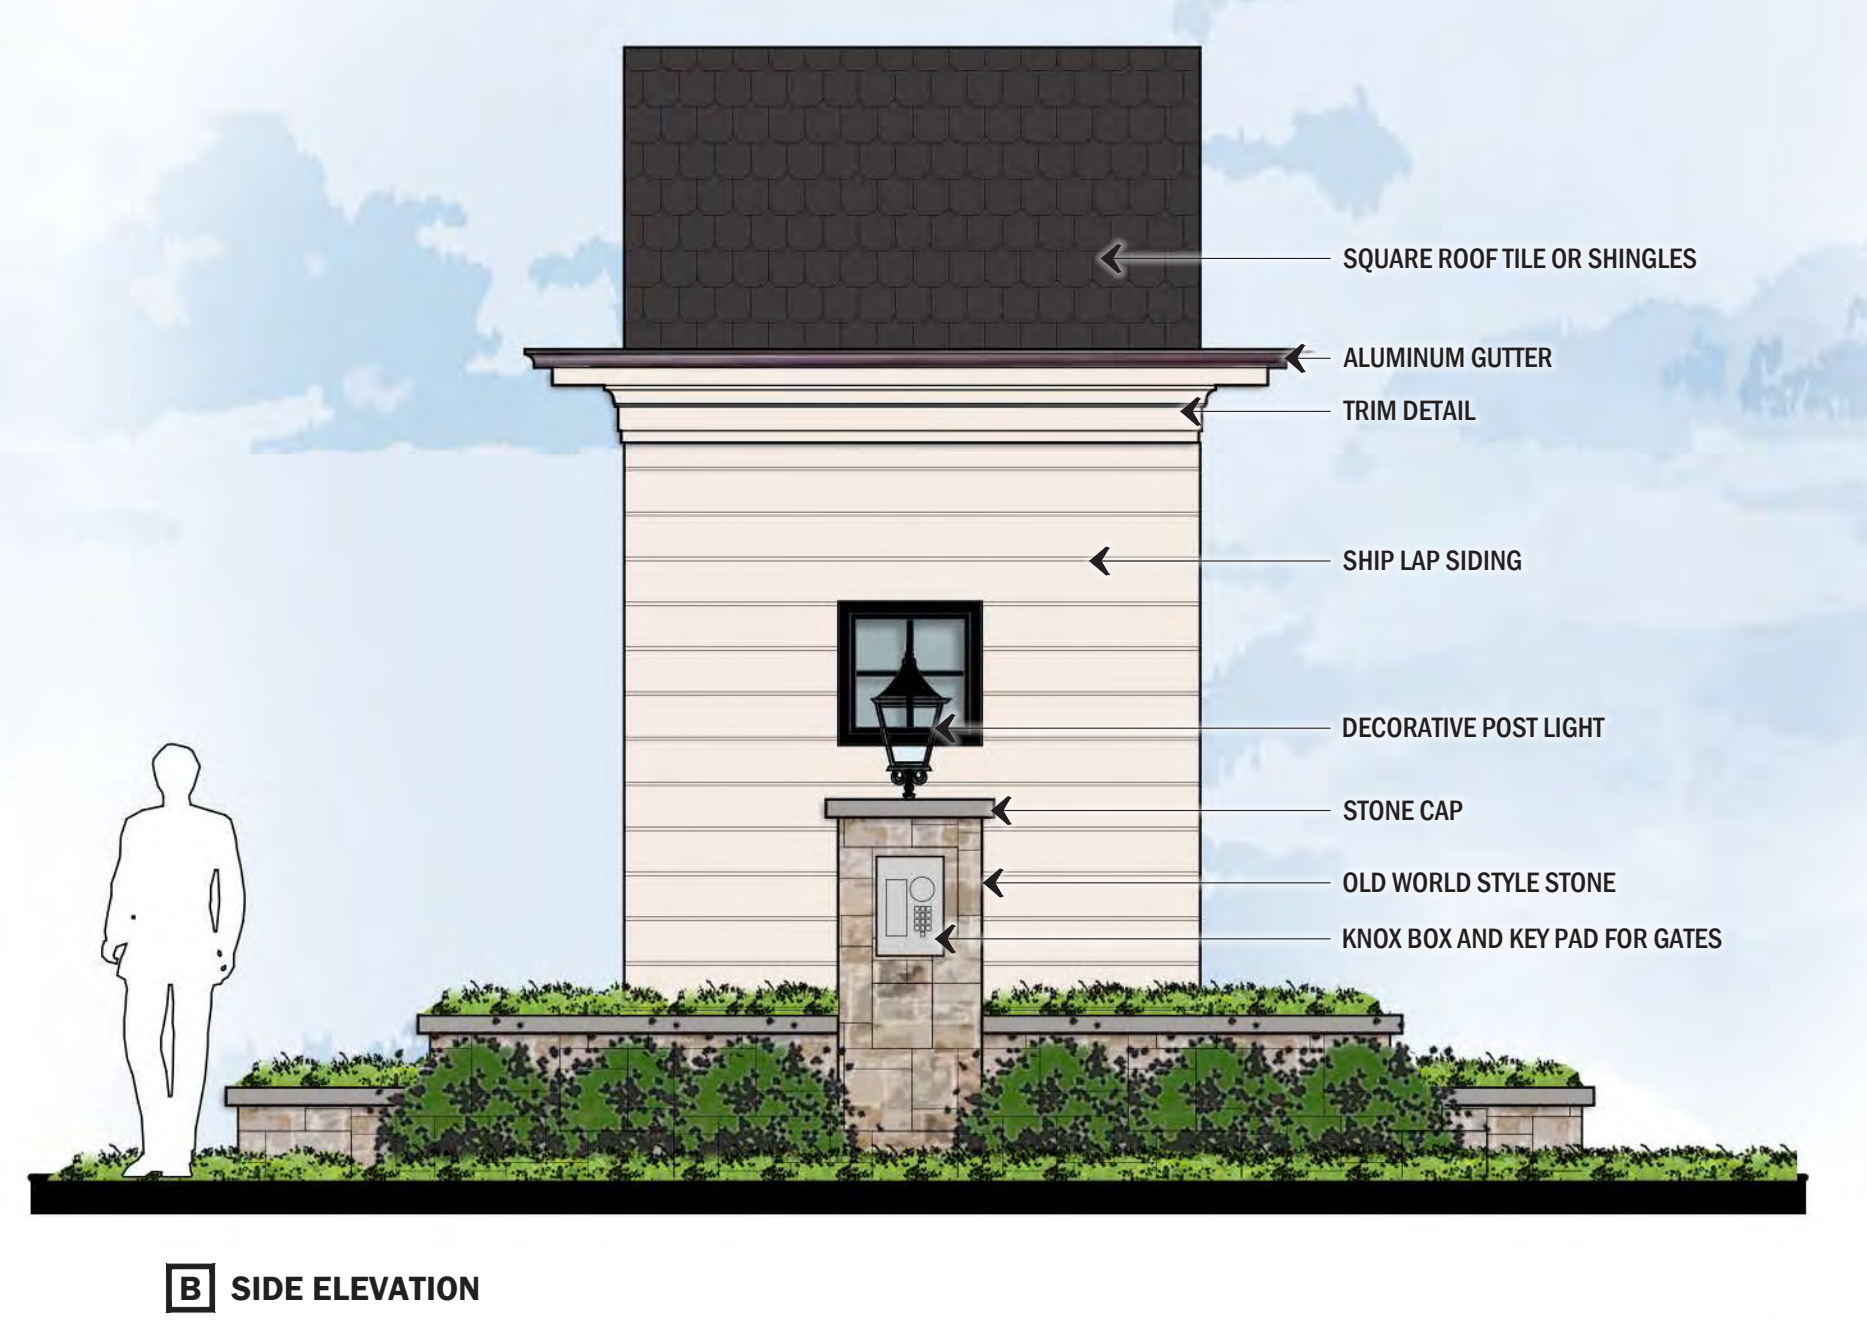 SQUARE ROOF TILE OR SHINGLES
ALUMINUM GUTTER
TRIM DETAIL
SHIP LAP SIDING
DECORATIVE POST LIGHT
STONE CAP
OLD WORLD STYLE STONE
KNOX BOX AND KEY PAD FOR GATES
B SIDE ELEVATION